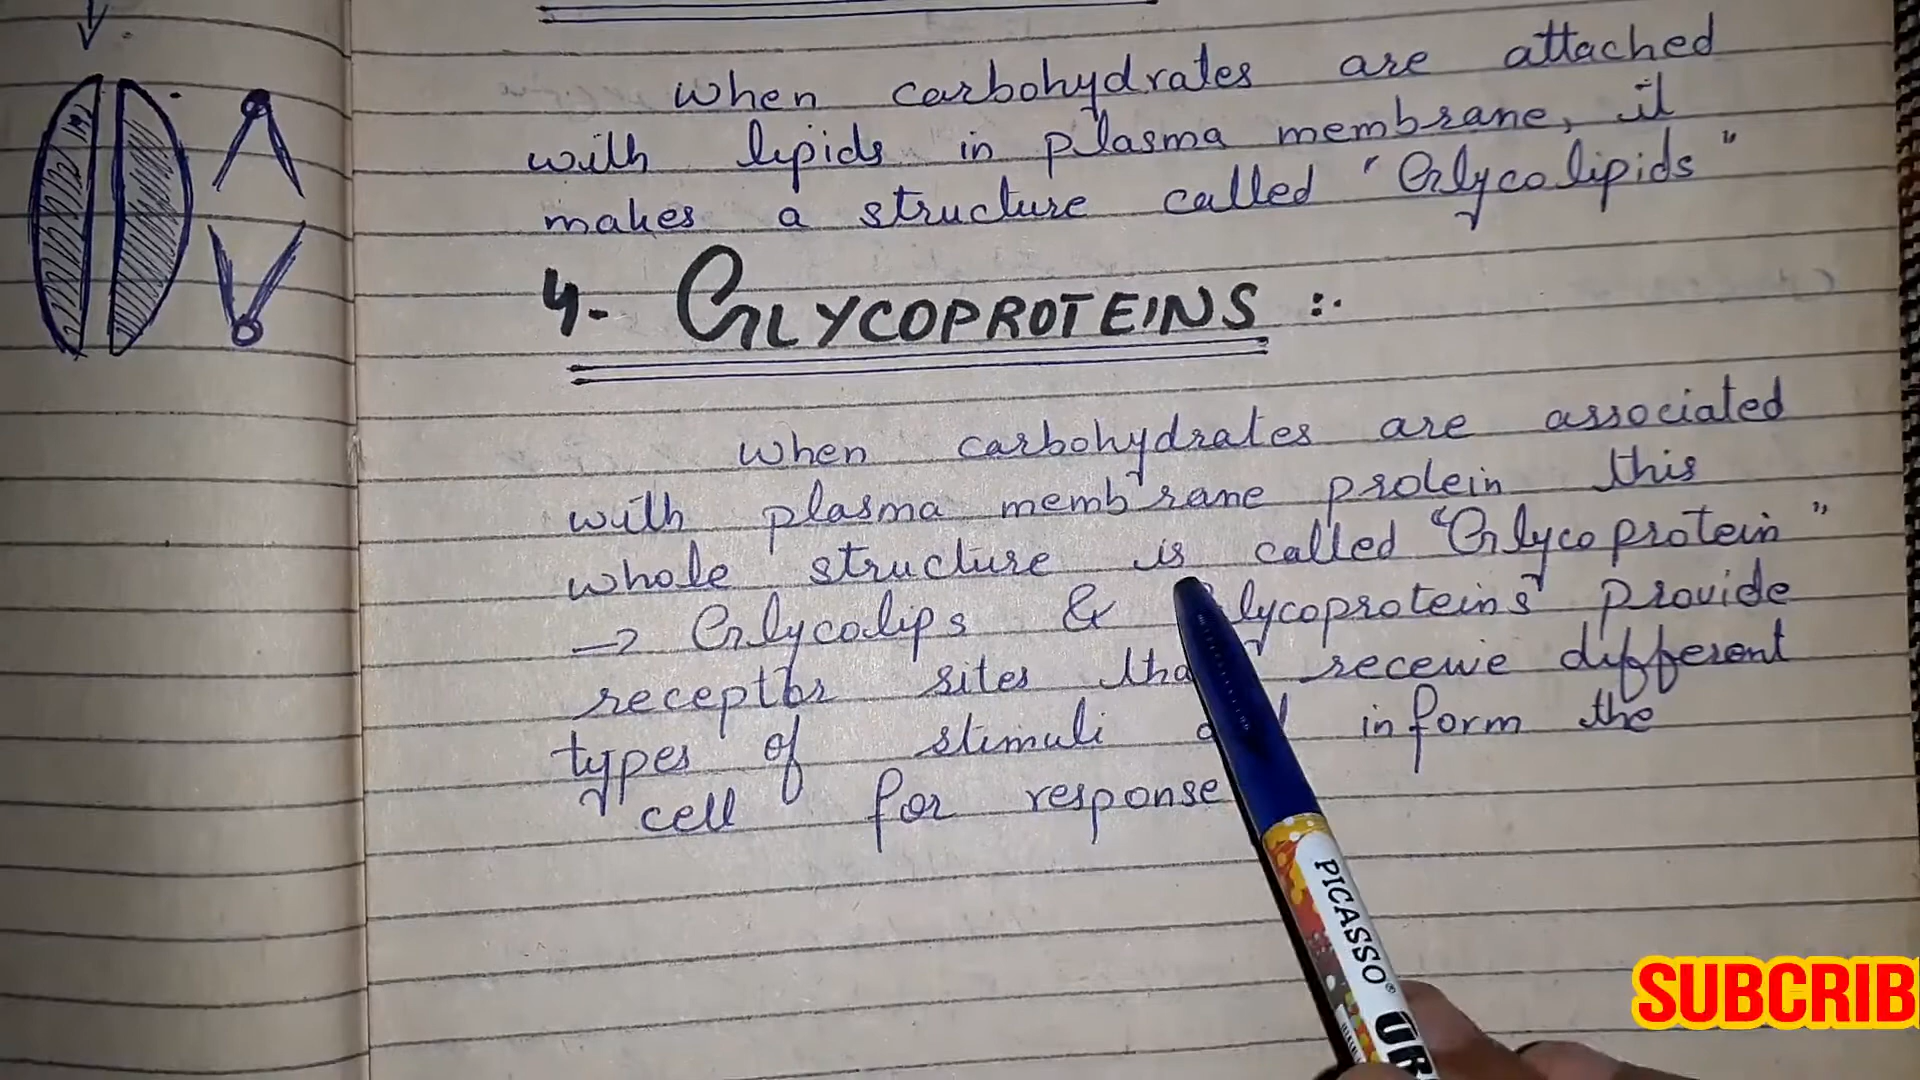 When carbohydrates are attached
with lipids in plasma membrane, it
makes a structure called "Glycolipids"
4- GLYCOPROTEINS :-
When carbohydrates are associated
with plasma membrane protein this
whole structure is called "Glycoprotein"
→ Glycolips & lycoproteins provide
receptor sites tha receive different
types of stimuli inform the
cell for response
PICASSO®
UR
SUBCRIB